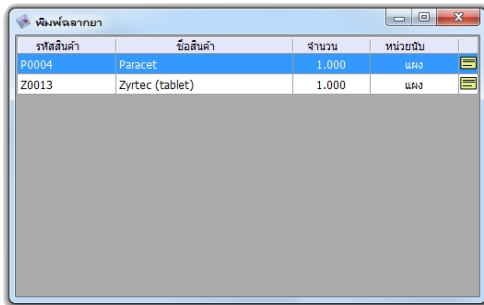 พิมพ์ฉลากยา
รหัสสินค้า ชื่อสินค้า จำนวน หน่วยนับ
P0004 Paracet 1.000 แผง
Z0013 Zyrtec (tablet) 1.000 แผง